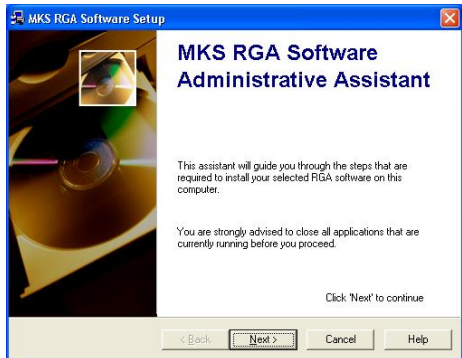 MKS RGA Software Setup
MKS RGA Software
Administrative Assistant
This assistant will guide you through the steps that are
required to install your selected RGA software on this
computer.
You are strongly advised to close all applications that are
currently running before you proceed.
Click 'Next' to continue
< Back
Next >
Cancel
Help